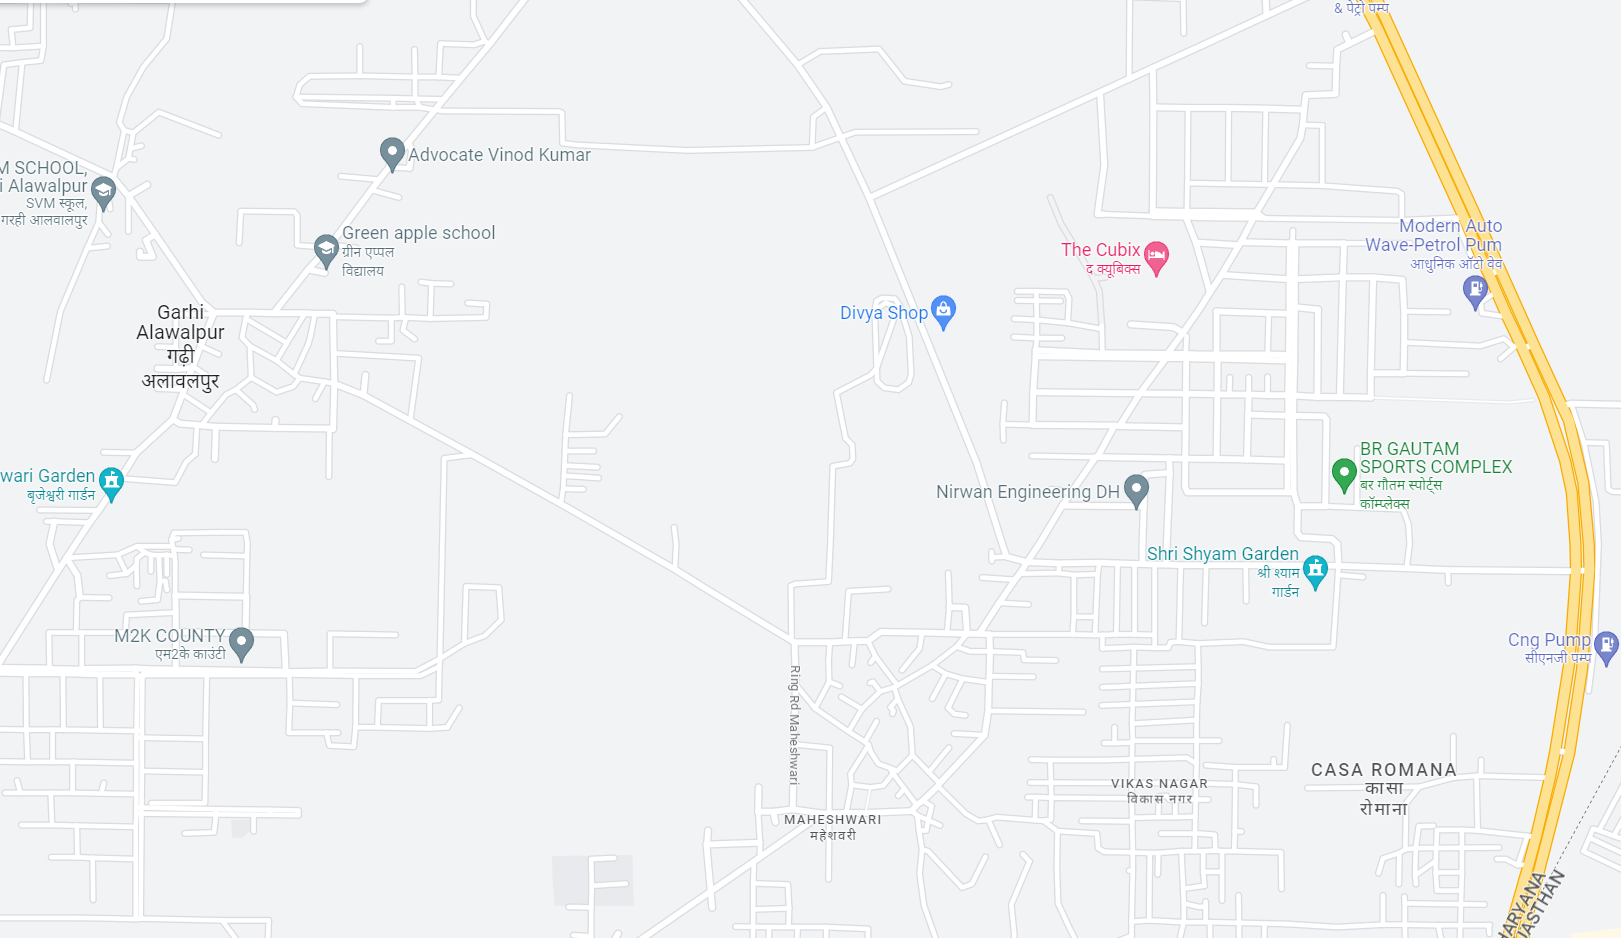 & पेट्रो पम्प
Advocate Vinod Kumar
M SCHOOL,
i Alawalpur
SVM स्कूल,
गरही आलवालपुर
Green apple school
ग्रीन एप्पल
विद्यालय
Modern Auto
Wave-Petrol Pum
आधुनिक ऑटो वेव
The Cubix
द क्यूबिक्स
Divya Shop
Garhi
Alawalpur
गढ़ी
अलावलपुर
BR GAUTAM
SPORTS COMPLEX
बर गौतम स्पोर्ट्स
कॉम्प्लेक्स
wari Garden
बृजेश्वरी गार्डन
Nirwan Engineering DH
Shri Shyam Garden
श्री श्याम
गार्डन
M2K COUNTY
एम2के काउंटी
Cng Pump
सीएनजी पम्प
Ring Rd Maheshwari
VIKAS NAGAR
विकास नगर
CASA ROMANA
कासा
रोमाना
MAHESHWARI
महेशवरी
HARYANA
JASTHAN